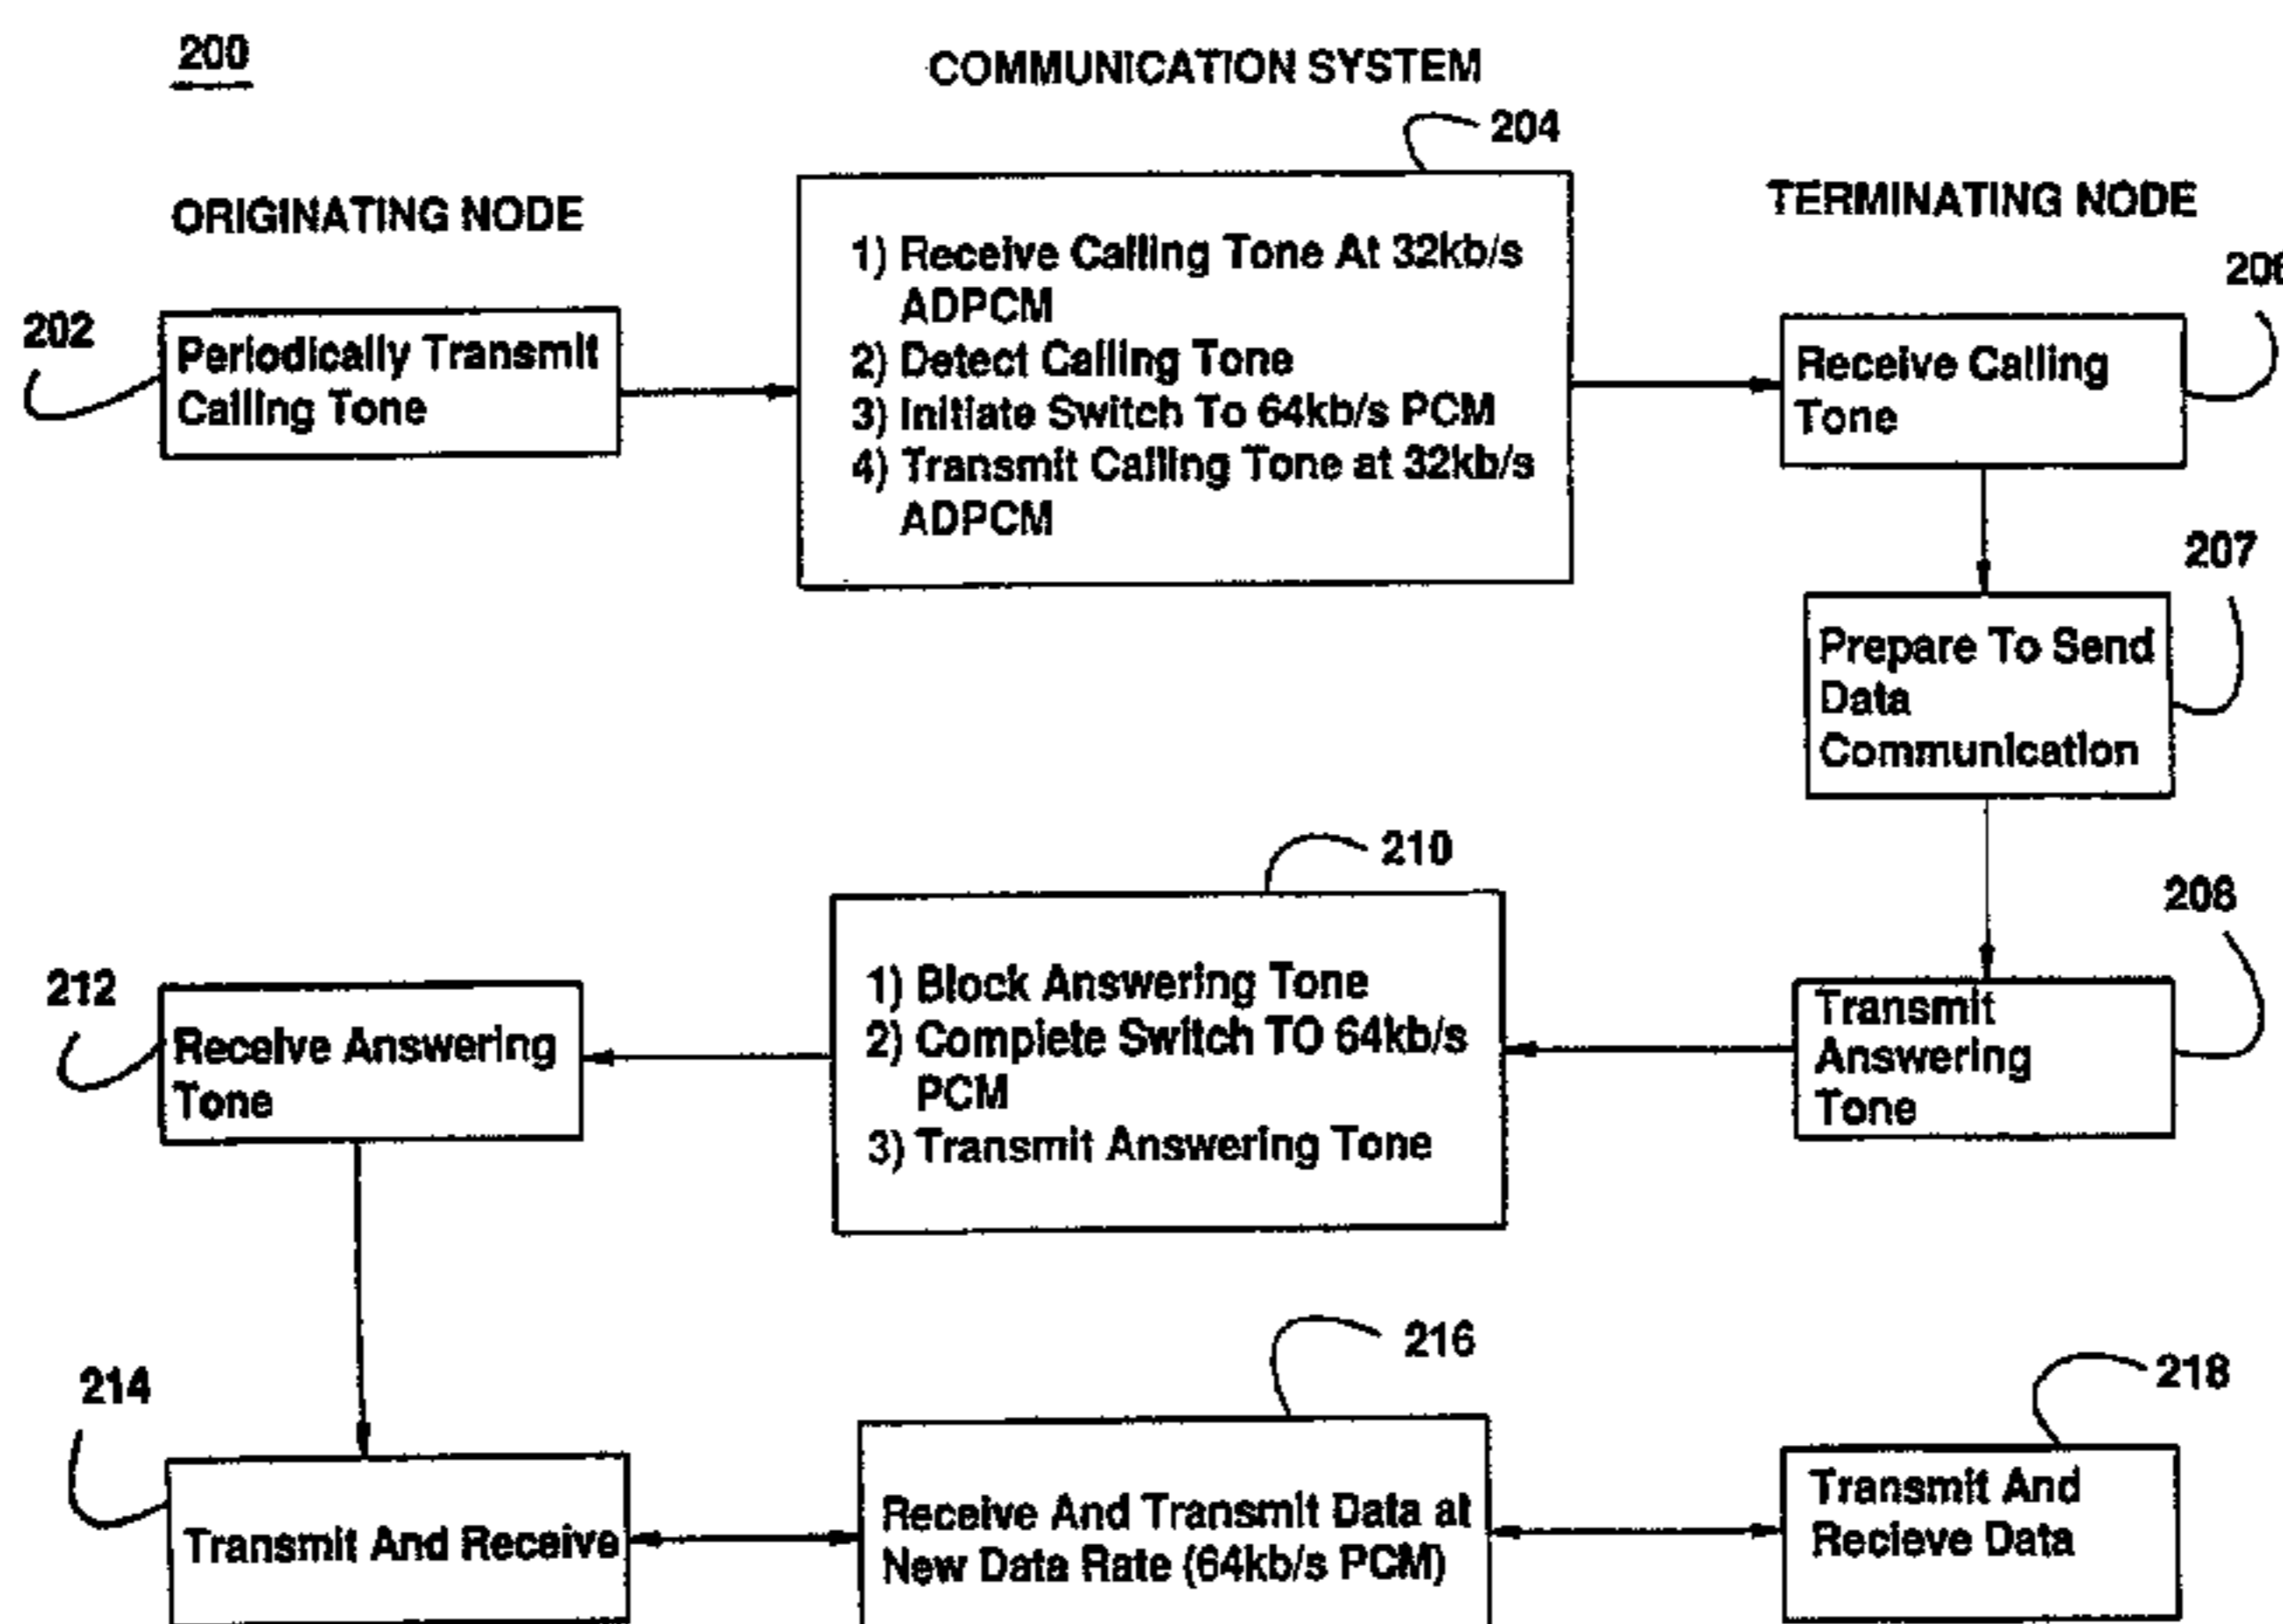 200
COMMUNICATION SYSTEM
204
ORIGINATING NODE
TERMINATING NODE
202
Periodically Transmit
Calling Tone
1) Receive Calling Tone At 32kb/s
ADPCM
2) Detect Calling Tone
3) Initiate Switch To 64kb/s PCM
4) Transmit Calling Tone at 32kb/s
ADPCM
206
Receive Calling
Tone
207
Prepare To Send
Data
Communication
210
208
212
Receive Answering
Tone
1) Block Answering Tone
2) Complete Switch TO 64kb/s
PCM
3) Transmit Answering Tone
Transmit
Answering
Tone
214
216
218
Transmit And Receive
Receive And Transmit Data at
New Data Rate (64kb/s PCM)
Transmit And
Recieve Data